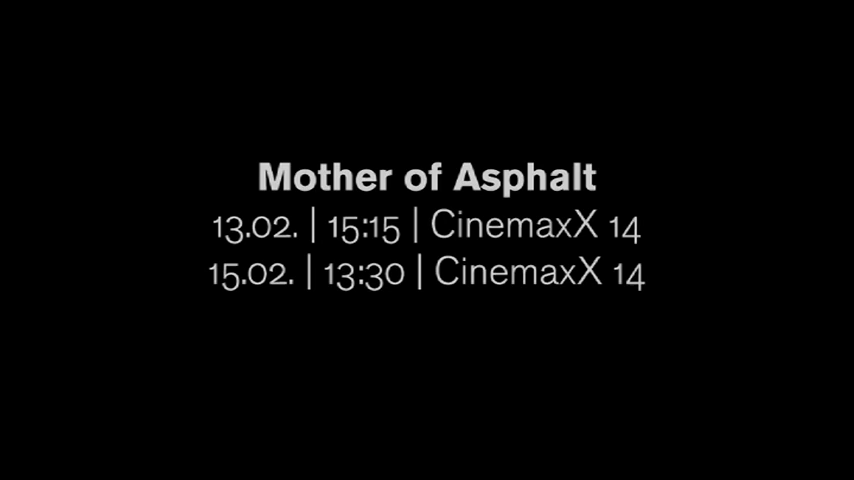 Mother of Asphalt
13.02. | 15:15 | CinemaxX 14
15.02. | 13:30 | CinemaxX 14